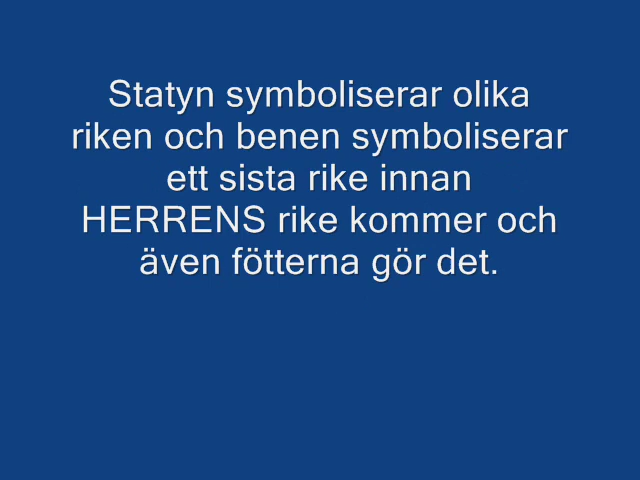 Statyn symboliserar olika
riken och benen symboliserar
ett sista rike innan
HERRENS rike kommer och
även fötterna gör det.